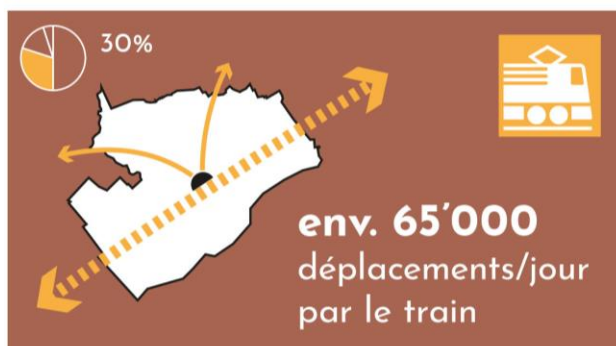 30%
env. 65’000
déplacements/jour
par le train